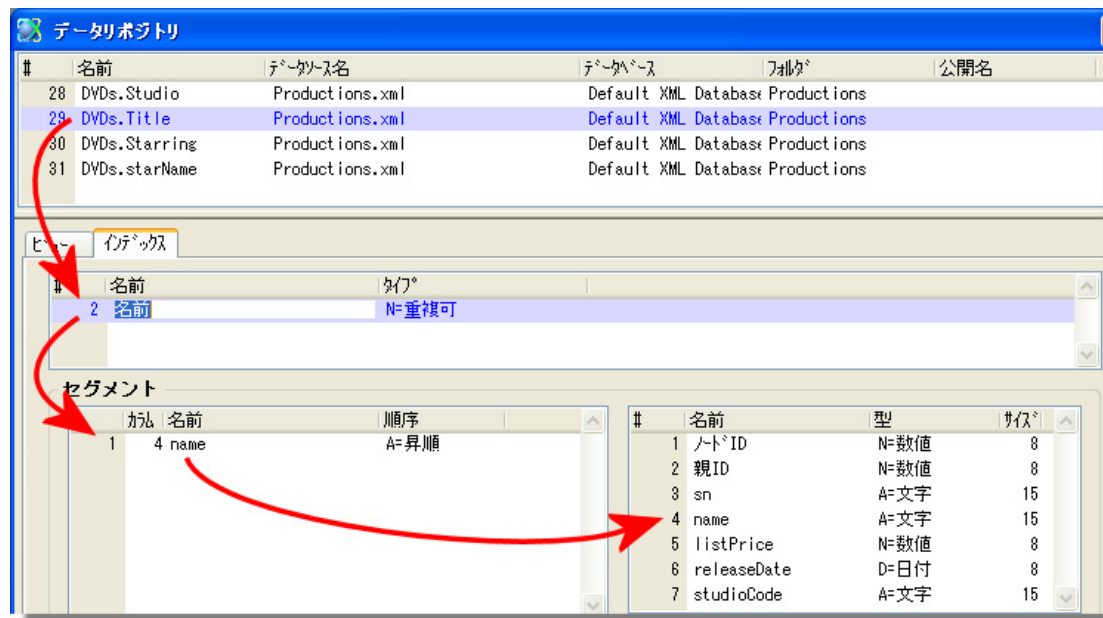 データリポジトリ
# 名前 ﾃﾞｰﾀｿｰｽ名 ﾃﾞｰﾀﾍﾞｰｽ ﾌｫﾙﾀﾞ 公開名
28 DVDs.Studio Productions.xml Default XML Database Productions
29 DVDs.Title Productions.xml Default XML Database Productions
30 DVDs.Starring Productions.xml Default XML Database Productions
31 DVDs.starName Productions.xml Default XML Database Productions
ﾋﾞｭｰ ｲﾝﾃﾞｯｸｽ
# 名前 ﾀｲﾌﾟ
2 名前 N=重複可
セグメント
ｶﾗﾑ 名前 順序
1 4 name A=昇順
# 名前 型 ｻｲｽﾞ
1 ﾉｰﾄﾞID N=数値 8
2 親ID N=数値 8
3 sn A=文字 15
4 name A=文字 15
5 listPrice N=数値 8
6 releaseDate D=日付 8
7 studioCode A=文字 15